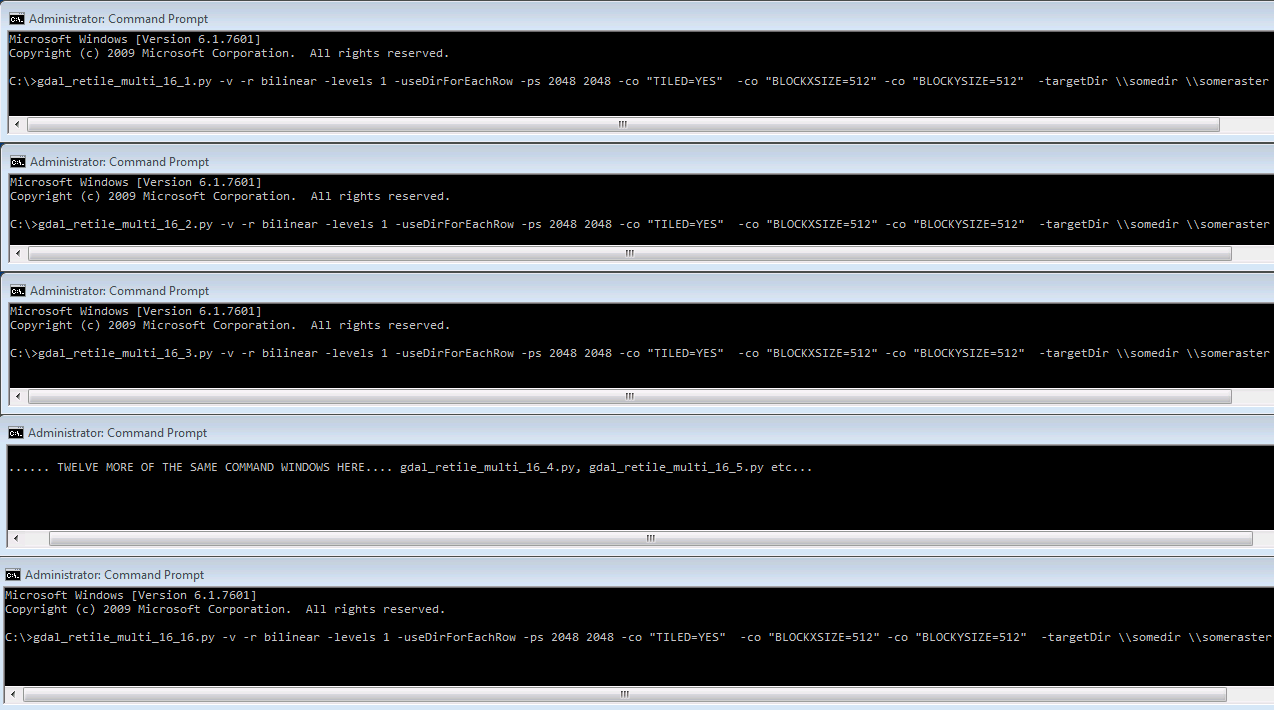 Administrator: Command Prompt
Microsoft Windows [Version 6.1.7601]
Copyright (c) 2009 Microsoft Corporation.  All rights reserved.
C:\>gdal_retile_multi_16_1.py -v -r bilinear -levels 1 -useDirForEachRow -ps 2048 2048 -co "TILED=YES"  -co "BLOCKXSIZE=512" -co "BLOCKYSIZE=512"  -targetDir \\somedir \\someraster
Administrator: Command Prompt
Microsoft Windows [Version 6.1.7601]
Copyright (c) 2009 Microsoft Corporation.  All rights reserved.
C:\>gdal_retile_multi_16_2.py -v -r bilinear -levels 1 -useDirForEachRow -ps 2048 2048 -co "TILED=YES"  -co "BLOCKXSIZE=512" -co "BLOCKYSIZE=512"  -targetDir \\somedir \\someraster
Administrator: Command Prompt
Microsoft Windows [Version 6.1.7601]
Copyright (c) 2009 Microsoft Corporation.  All rights reserved.
C:\>gdal_retile_multi_16_3.py -v -r bilinear -levels 1 -useDirForEachRow -ps 2048 2048 -co "TILED=YES"  -co "BLOCKXSIZE=512" -co "BLOCKYSIZE=512"  -targetDir \\somedir \\someraster
Administrator: Command Prompt
...... TWELVE MORE OF THE SAME COMMAND WINDOWS HERE.... gdal_retile_multi_16_4.py, gdal_retile_multi_16_5.py etc...
Administrator: Command Prompt
Microsoft Windows [Version 6.1.7601]
Copyright (c) 2009 Microsoft Corporation.  All rights reserved.
C:\>gdal_retile_multi_16_16.py -v -r bilinear -levels 1 -useDirForEachRow -ps 2048 2048 -co "TILED=YES"  -co "BLOCKXSIZE=512" -co "BLOCKYSIZE=512"  -targetDir \\somedir \\someraster